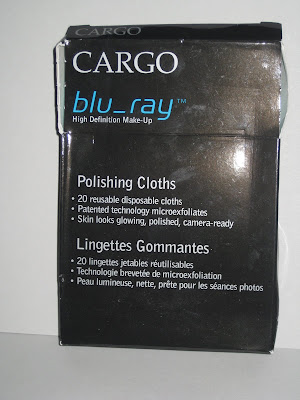 CARGO
CARGO
blu_ray™
High Definition Make-Up
Polishing Cloths
• 20 reusable disposable cloths
• Patented technology microexfoliates
• Skin looks glowing, polished, camera-ready
Lingettes Gommantes
• 20 lingettes jetables réutilisables
• Technologie brevetée de microexfoliation
• Peau lumineuse, nette, prête pour les séances photos